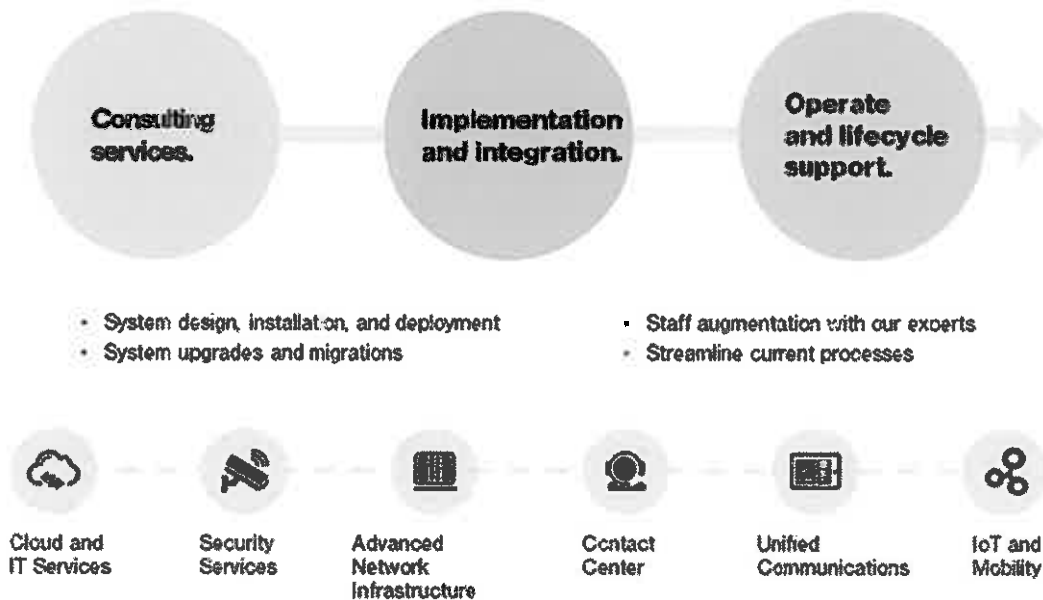 Consulting
services.
Implementation
and integration.
Operate
and lifecycle
support.
• System design, installation, and deployment
• System upgrades and migrations
• Staff augmentation with our experts
• Streamline current processes
Cloud and
IT Services
Security
Services
Advanced
Network
Infrastructure
Contact
Center
Unified
Communications
IoT and
Mobility